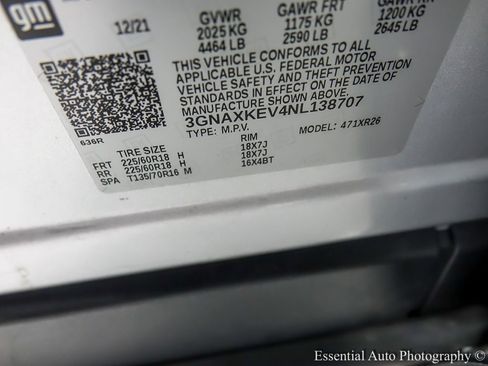 gm
12/21
GVWR
2025 KG
4464 LB
GAWR FRT
1175 KG
2590 LB
GAWR RR
1200 KG
2645 LB
THIS VEHICLE CONFORMS TO ALL
APPLICABLE U.S. FEDERAL MOTOR
VEHICLE SAFETY AND THEFT PREVENTION
STANDARDS IN EFFECT ON THE DATE OF
MANUFACTURE SHOWN ABOVE.
3GNAXKEV4NL138707
TYPE: M.P.V. MODEL: 471XR26
636R
TIRE SIZE RIM
FRT 225/60R18 H 18X7J
RR 225/60R18 H 18X7J
SPA T135/70R16 M 16X4BT
Essential Auto Photography ©